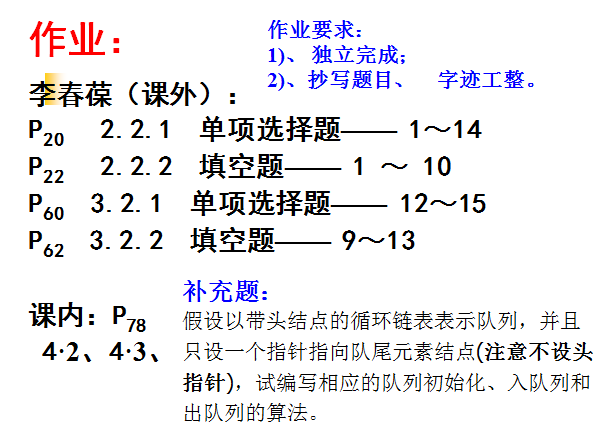 作业：
作业要求：
1)、 独立完成；
2)、抄写题目、 字迹工整。
李春葆（课外）：
P20 2.2.1 单项选择题—— 1～14
P22 2.2.2 填空题—— 1 ～ 10
P60 3.2.1 单项选择题—— 12～15
P62 3.2.2 填空题—— 9～13
课内：P78
4·2、4·3、
补充题：
假设以带头结点的循环链表表示队列，并且
只设一个指针指向队尾元素结点(注意不设头
指针)，试编写相应的队列初始化、入队列和
出队列的算法。